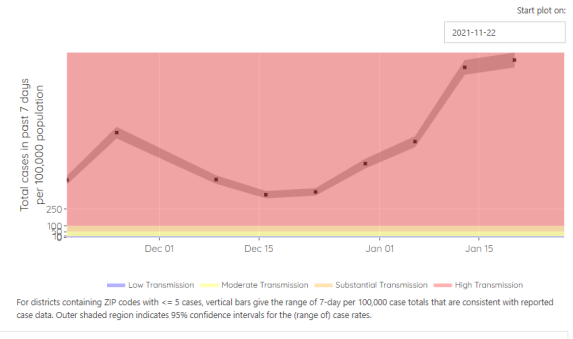 Start plot on:
2021-11-22
Total cases in past 7 days
per 100,000 population
250
100
Dec 01 Dec 15 Jan 01 Jan 15
Low Transmission Moderate Transmission Substantial Transmission High Transmission
For districts containing ZIP codes with <= 5 cases, vertical bars give the range of 7-day per 100,000 case totals that are consistent with reported
case data. Outer shaded region indicates 95% confidence intervals for the (range of) case rates.